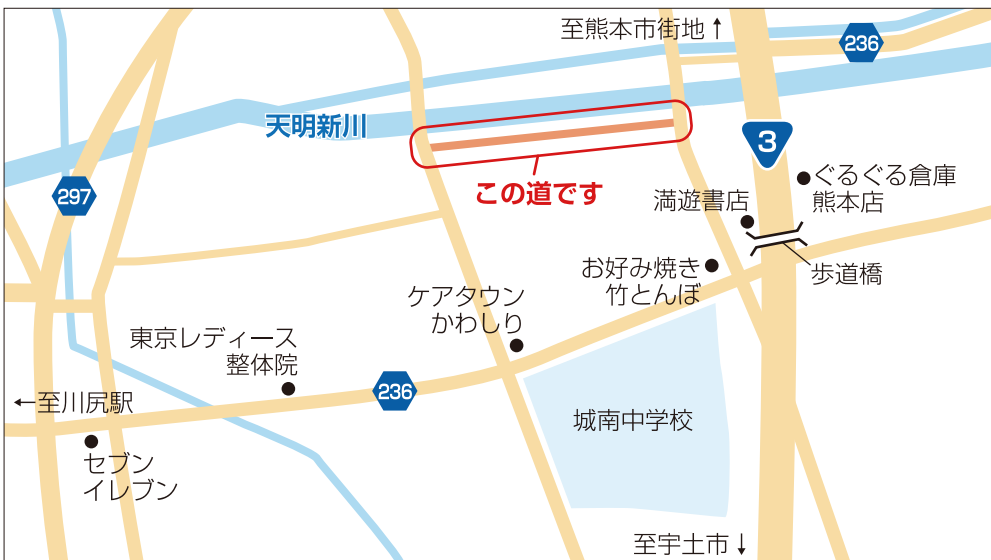 至熊本市街地↑
236
天明新川
3
この道です
297
ぐるぐる倉庫
熊本店
満遊書店
お好み焼き
竹とんぼ
歩道橋
ケアタウン
かわしり
東京レディース
整体院
236
←至川尻駅
城南中学校
セブン
イレブン
至宇土市↓